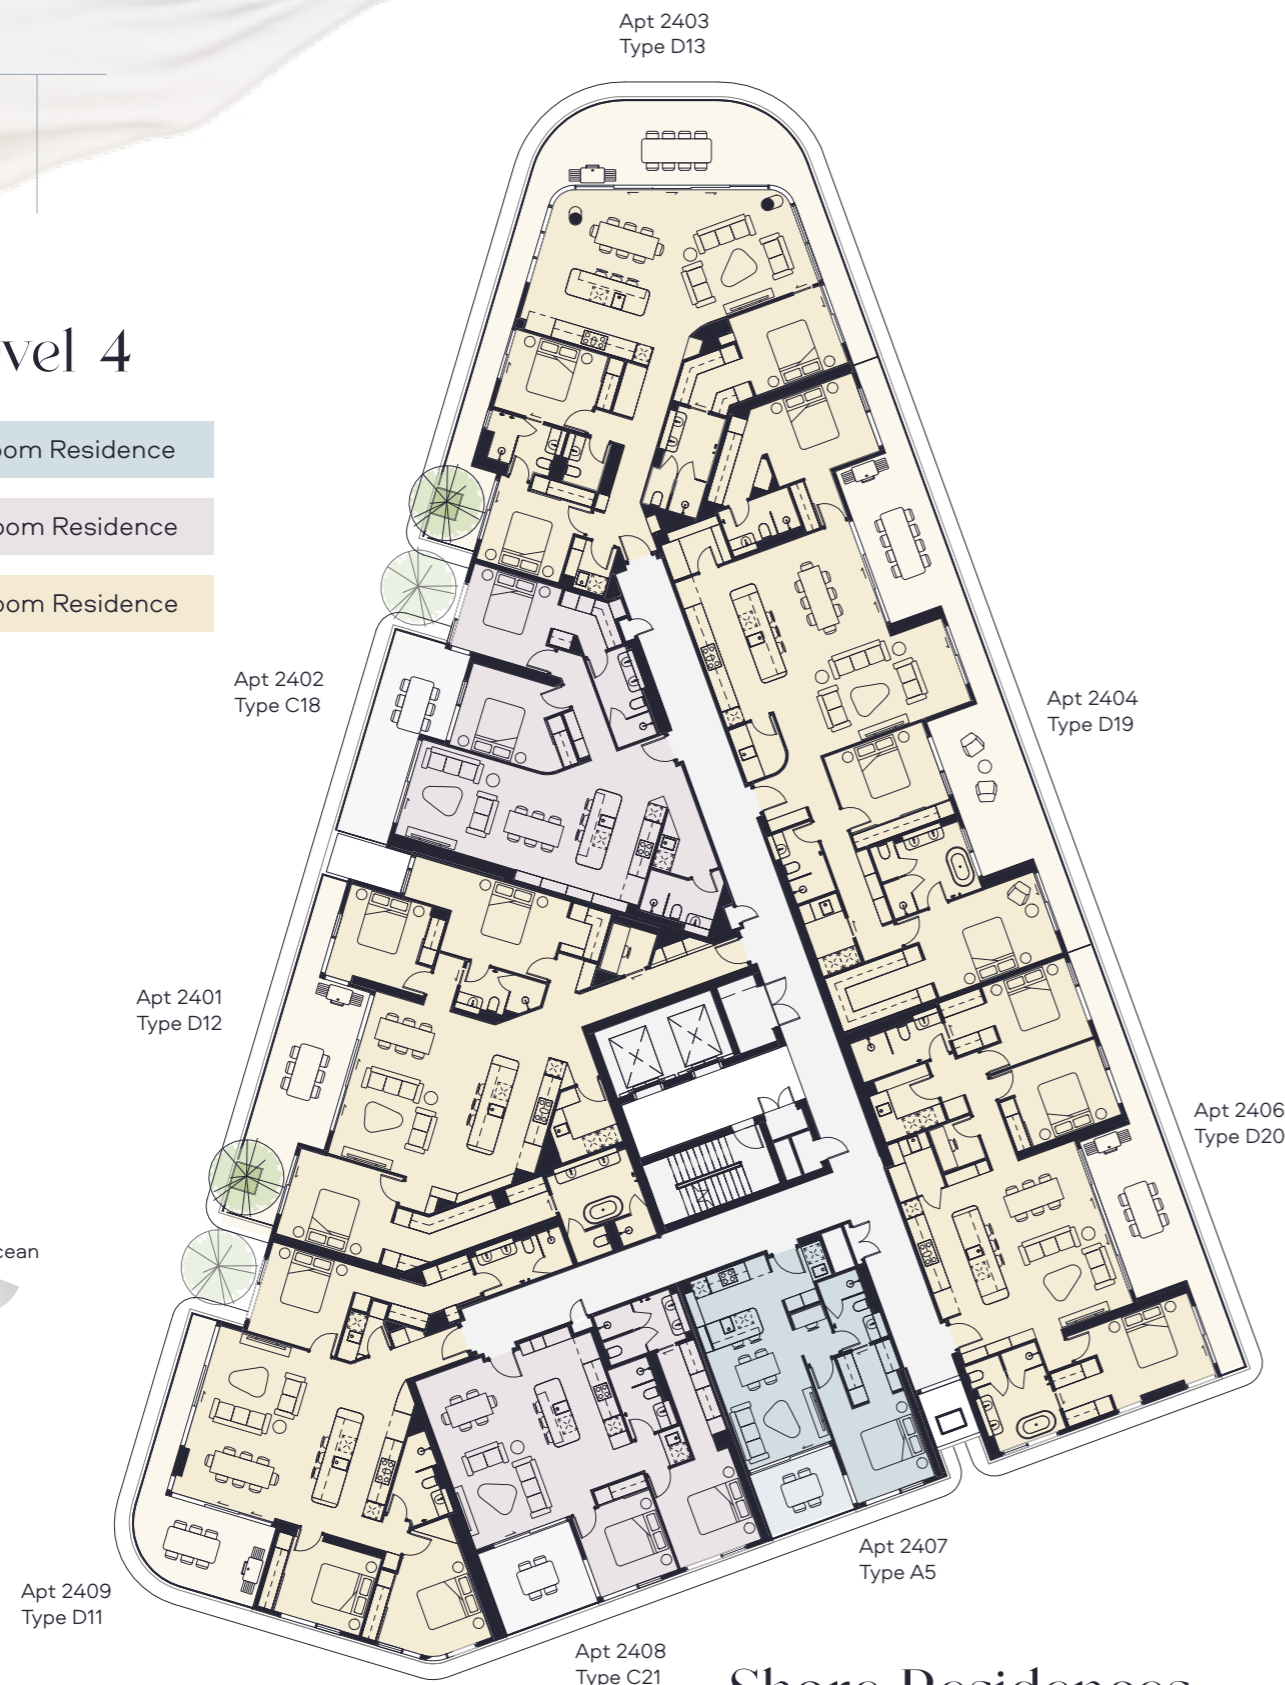 Apt 2403
Type D13
vel 4
oom Residence
oom Residence
oom Residence
Apt 2402
Type C18
Apt 2404
Type D19
Apt 2401
Type D12
Apt 2406
Type D20
cean
Apt 2407
Type A5
Apt 2409
Type D11
Apt 2408
Type C21
Shore Residences